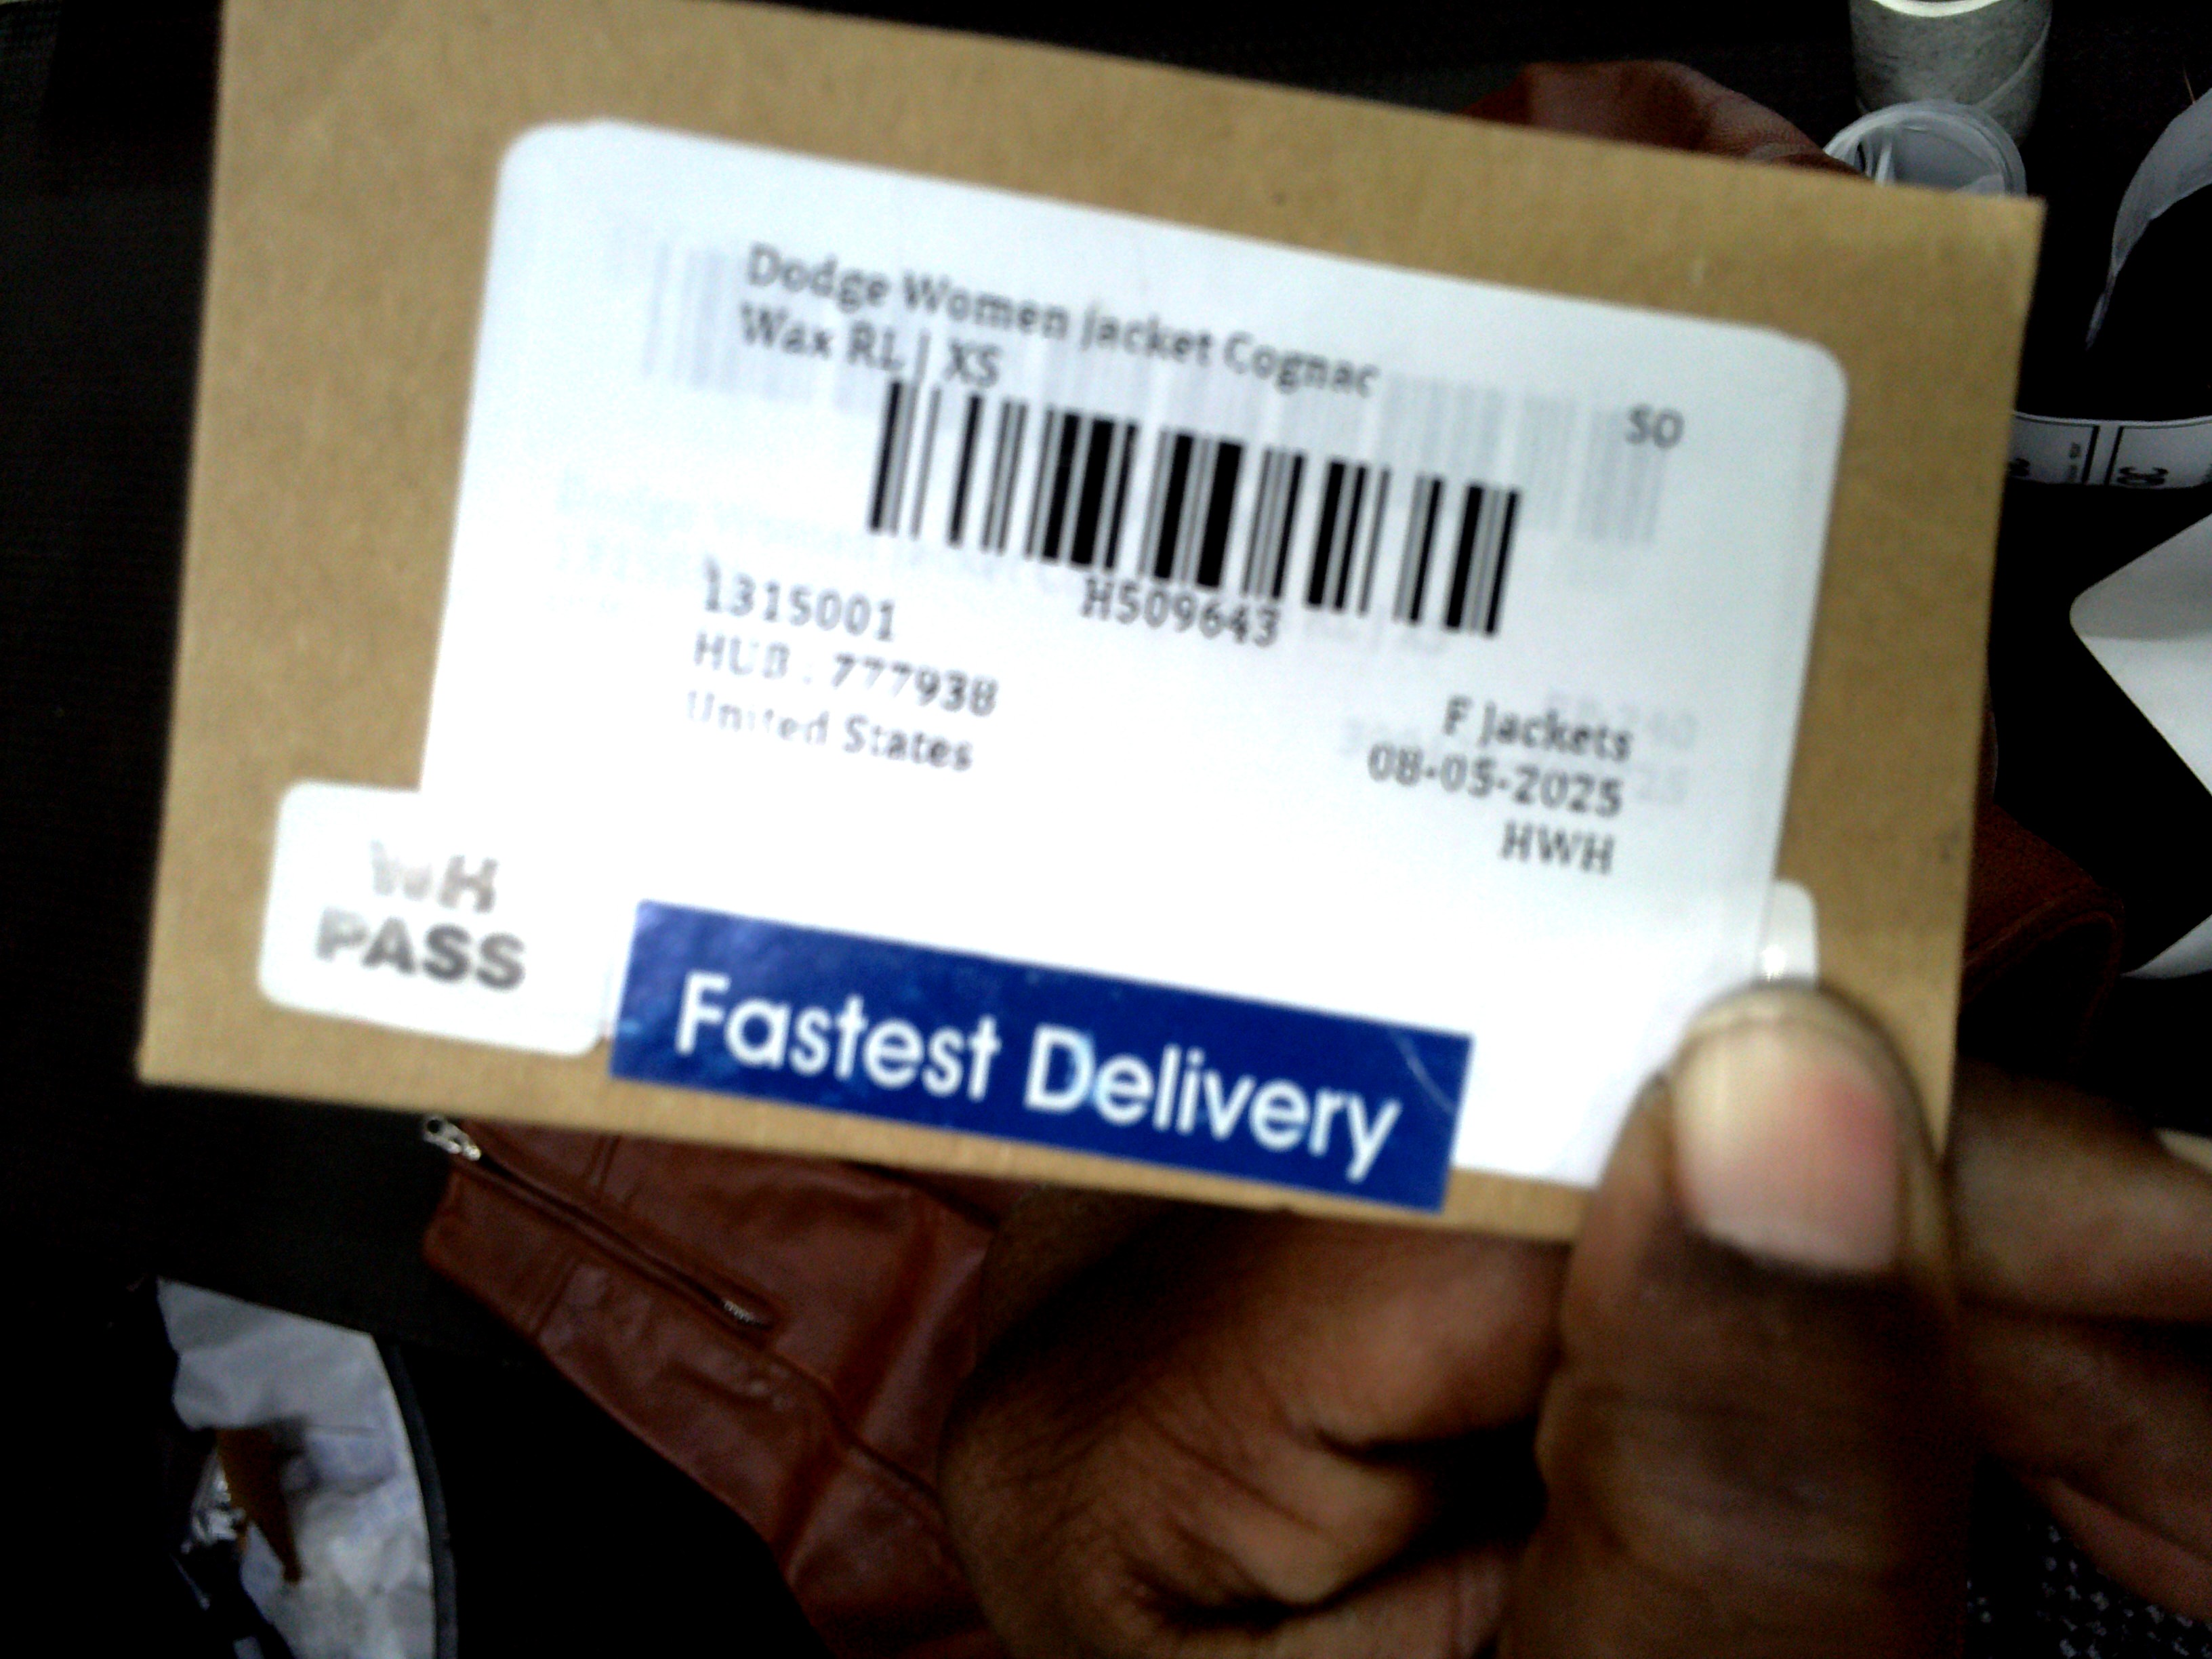 Dodge Women Jacket Cognac
Wax RL | XS
SO
H509643
1315001
HUB : 777938
United States
F Jackets
08-05-2025
HWH
WH
PASS
Fastest Delivery